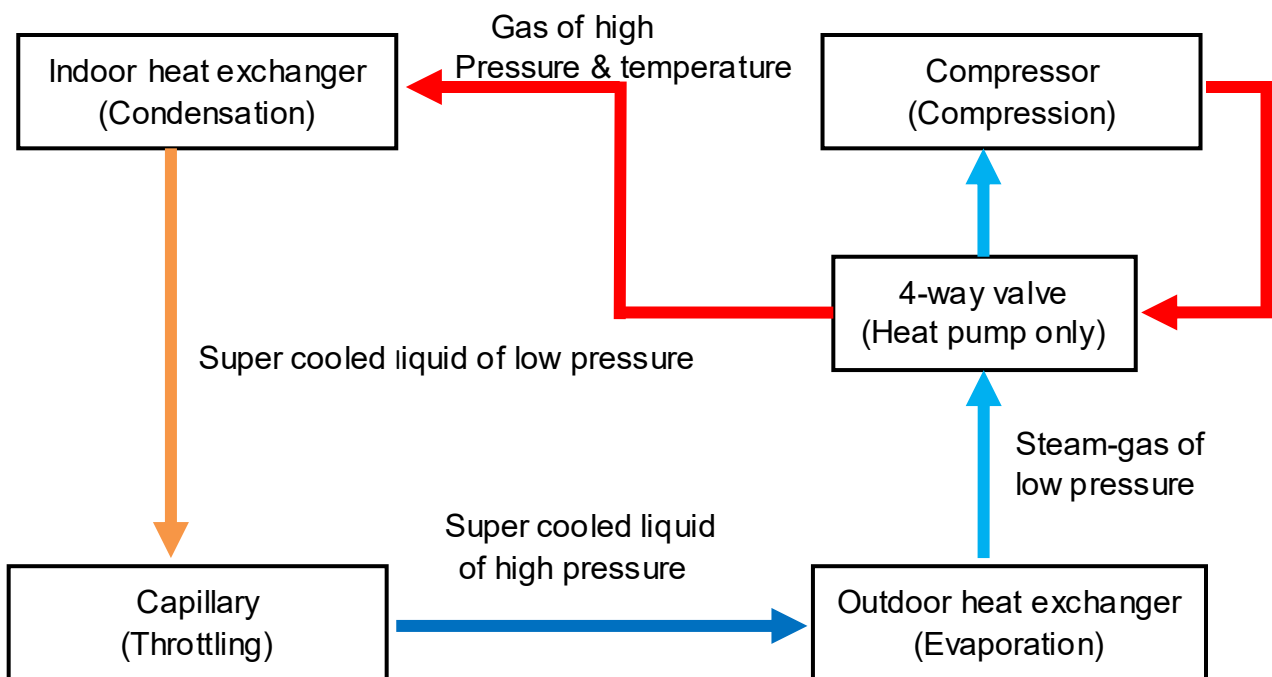 Gas of high
Pressure & temperature
Indoor heat exchanger
(Condensation)
Compressor
(Compression)
4-way valve
(Heat pump only)
Super cooled liquid of low pressure
Steam-gas of
low pressure
Super cooled liquid
of high pressure
Capillary
(Throttling)
Outdoor heat exchanger
(Evaporation)